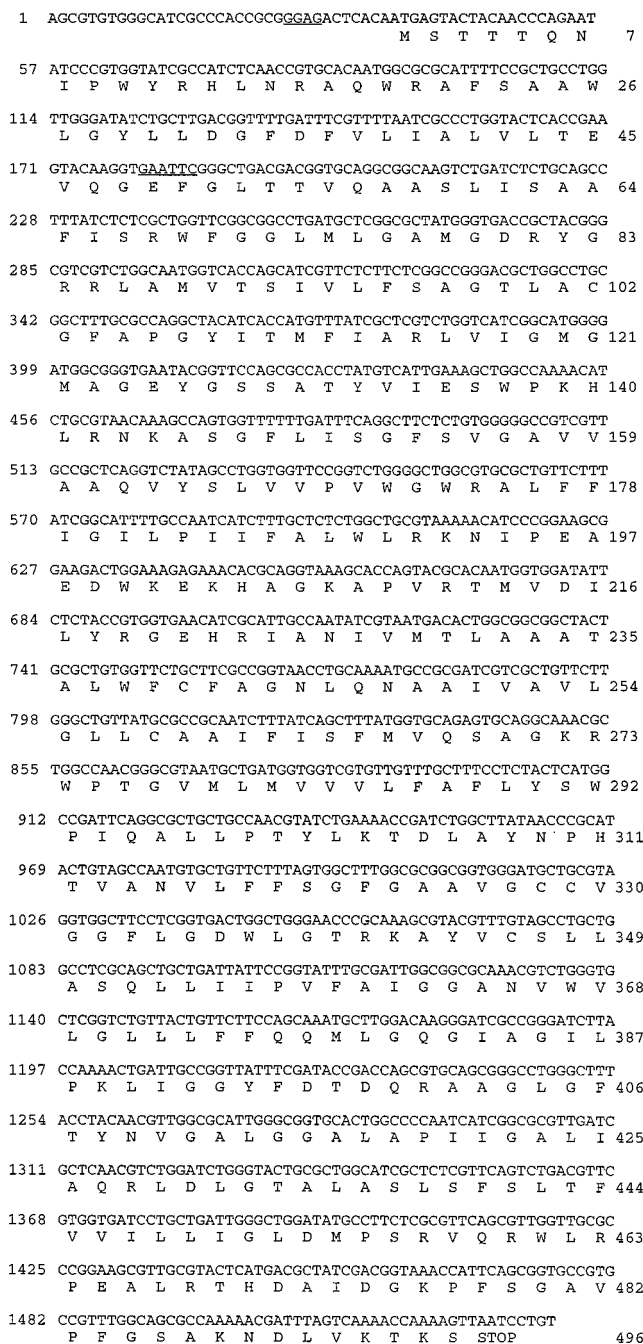 1 AGCGTGTGGGCATCGCCCACCGCGGGAGACTCACAATGAGTACTACAACCCAGAAT
M S T T T Q N 7
57 ATCCCGTGGTATCGCCATCTCAACCGTGCACAATGGCGCGCATTTTCCGCTGCCTGG
I P W Y R H L N R A Q W R A F S A A W 26
114 TTGGGATATCTGCTTGACGGTTTTGATTTCGTTTTAATCGCCCTGGTACTCACCGAA
L G Y L L D G F D F V L I A L V L T E 45
171 GTACAAGGTGAATTCGGGCTGACGACGGTGCAGGCGGCAAGTCTGATCTCTGCAGCC
V Q G E F G L T T V Q A A S L I S A A 64
228 TTTATCTCTCGCTGGTTCGGCGGCCTGATGCTCGGCGCTATGGGTGACCGCTACGGG
F I S R W F G G L M L G A M G D R Y G 83
285 CGTCGTCTGGCAATGGTCACCAGCATCGTTCTCTTCTCGGCCGGGACGCTGGCCTGC
R R L A M V T S I V L F S A G T L A C 102
342 GGCTTTGCGCCAGGCTACATCACCATGTTTATCGCTCGTCTGGTCATCGGCATGGGG
G F A P G Y I T M F I A R L V I G M G 121
399 ATGGCGGGTGAATACGGTTCCAGCGCCACCTATGTCATTGAAAGCTGGCCAAAACAT
M A G E Y G S S A T Y V I E S W P K H 140
456 CTGCGTAACAAAGCCAGTGGTTTTTTGATTTCAGGCTTCTCTGTGGGGGCCGTCGTT
L R N K A S G F L I S G F S V G A V V 159
513 GCCGCTCAGGTCTATAGCCTGGTGGTTCCGGTCTGGGGCTGGCGTGCGCTGTTCTTT
A A Q V Y S L V V P V W G W R A L F F 178
570 ATCGGCATTTTGCCAATCATCTTTGCTCTCTGGCTGCGTAAAAACATCCCGGAAGCG
I G I L P I I F A L W L R K N I P E A 197
627 GAAGACTGGAAAGAGAAACACGCAGGTAAAGCACCAGTACGCACAATGGTGGATATT
E D W K E K H A G K A P V R T M V D I 216
684 CTCTACCGTGGTGAACATCGCATTGCCAATATCGTAATGACACTGGCGGCGGCTACT
L Y R G E H R I A N I V M T L A A A T 235
741 GCGCTGTGGTTCTGCTTCGCCGGTAACCTGCAAAATGCCGCGATCGTCGCTGTTCTT
A L W F C F A G N L Q N A A I V A V L 254
798 GGGCTGTTATGCGCCGCAATCTTTATCAGCTTTATGGTGCAGAGTGCAGGCAAACGC
G L L C A A I F I S F M V Q S A G K R 273
855 TGGCCAACGGGCGTAATGCTGATGGTGGTCGTGTTGTTTGCTTTCCTCTACTCATGG
W P T G V M L M V V V L F A F L Y S W 292
912 CCGATTCAGGCGCTGCTGCCAACGTATCTGAAAACCGATCTGGCTTATAACCCGCAT
P I Q A L L P T Y L K T D L A Y N P H 311
969 ACTGTAGCCAATGTGCTGTTCTTTAGTGGCTTTGGCGCGGCGGTGGGATGCTGCGTA
T V A N V L F F S G F G A A V G C C V 330
1026 GGTGGCTTCCTCGGTGACTGGCTGGGAACCCGCAAAGCGTACGTTTGTAGCCTGCTG
G G F L G D W L G T R K A Y V C S L L 349
1083 GCCTCGCAGCTGCTGATTATTCCGGTATTTGCGATTGGCGGCGCAAACGTCTGGGTG
A S Q L L I I P V F A I G G A N V W V 368
1140 CTCGGTCTGTTACTGTTCTTCCAGCAAATGCTTGGACAAGGGATCGCCGGGATCTTA
L G L L L F F Q Q M L G Q G I A G I L 387
1197 CCAAAACTGATTGCCGGTTATTTCGATACCGACCAGCGTGCAGCGGGCCTGGGCTTT
P K L I G G Y F D T D Q R A A G L G F 406
1254 ACCTACAACGTTGGCGCATTGGGCGGTGCACTGGCCCCAATCATCGGCGCGTTGATC
T Y N V G A L G G A L A P I I G A L I 425
1311 GCTCAACGTCTGGATCTGGGTACTGCGCTGGCATCGCTCTCGTTCAGTCTGACGTTC
A Q R L D L G T A L A S L S F S L T F 444
1368 GTGGTGATCCTGCTGATTGGGCTGGATATGCCTTCTCGCGTTCAGCGTTGGTTGCGC
V V I L L I G L D M P S R V Q R W L R 463
1425 CCGGAAGCGTTGCGTACTCATGACGCTATCGACGGTAAACCATTCAGCGGTGCCGTG
P E A L R T H D A I D G K P F S G A V 482
1482 CCGTTTGGCAGCGCCAAAAACGATTTAGTCAAAACCAAAAGTTAATCCTGT
P F G S A K N D L V K T K S STOP 496